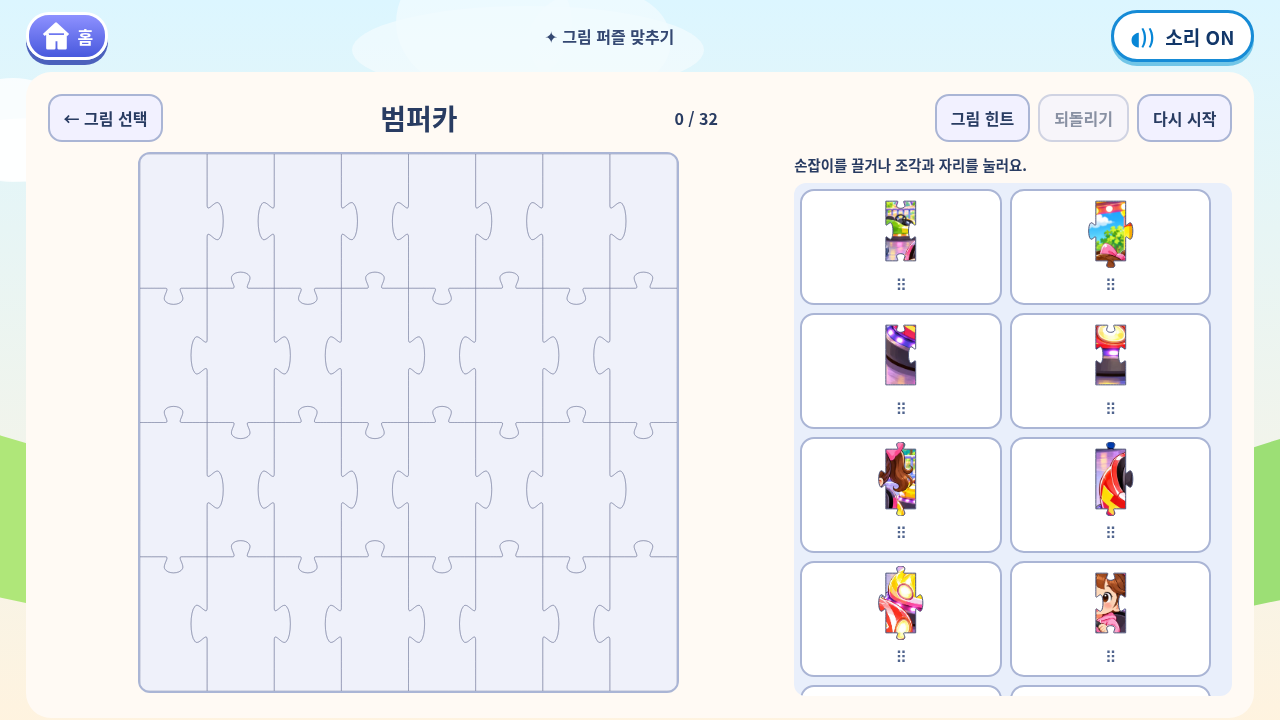 홈
✦ 그림 퍼즐 맞추기
소리 ON
← 그림 선택
범퍼카
0 / 32
그림 힌트
되돌리기
다시 시작
손잡이를 끌거나 조각과 자리를 눌러요.